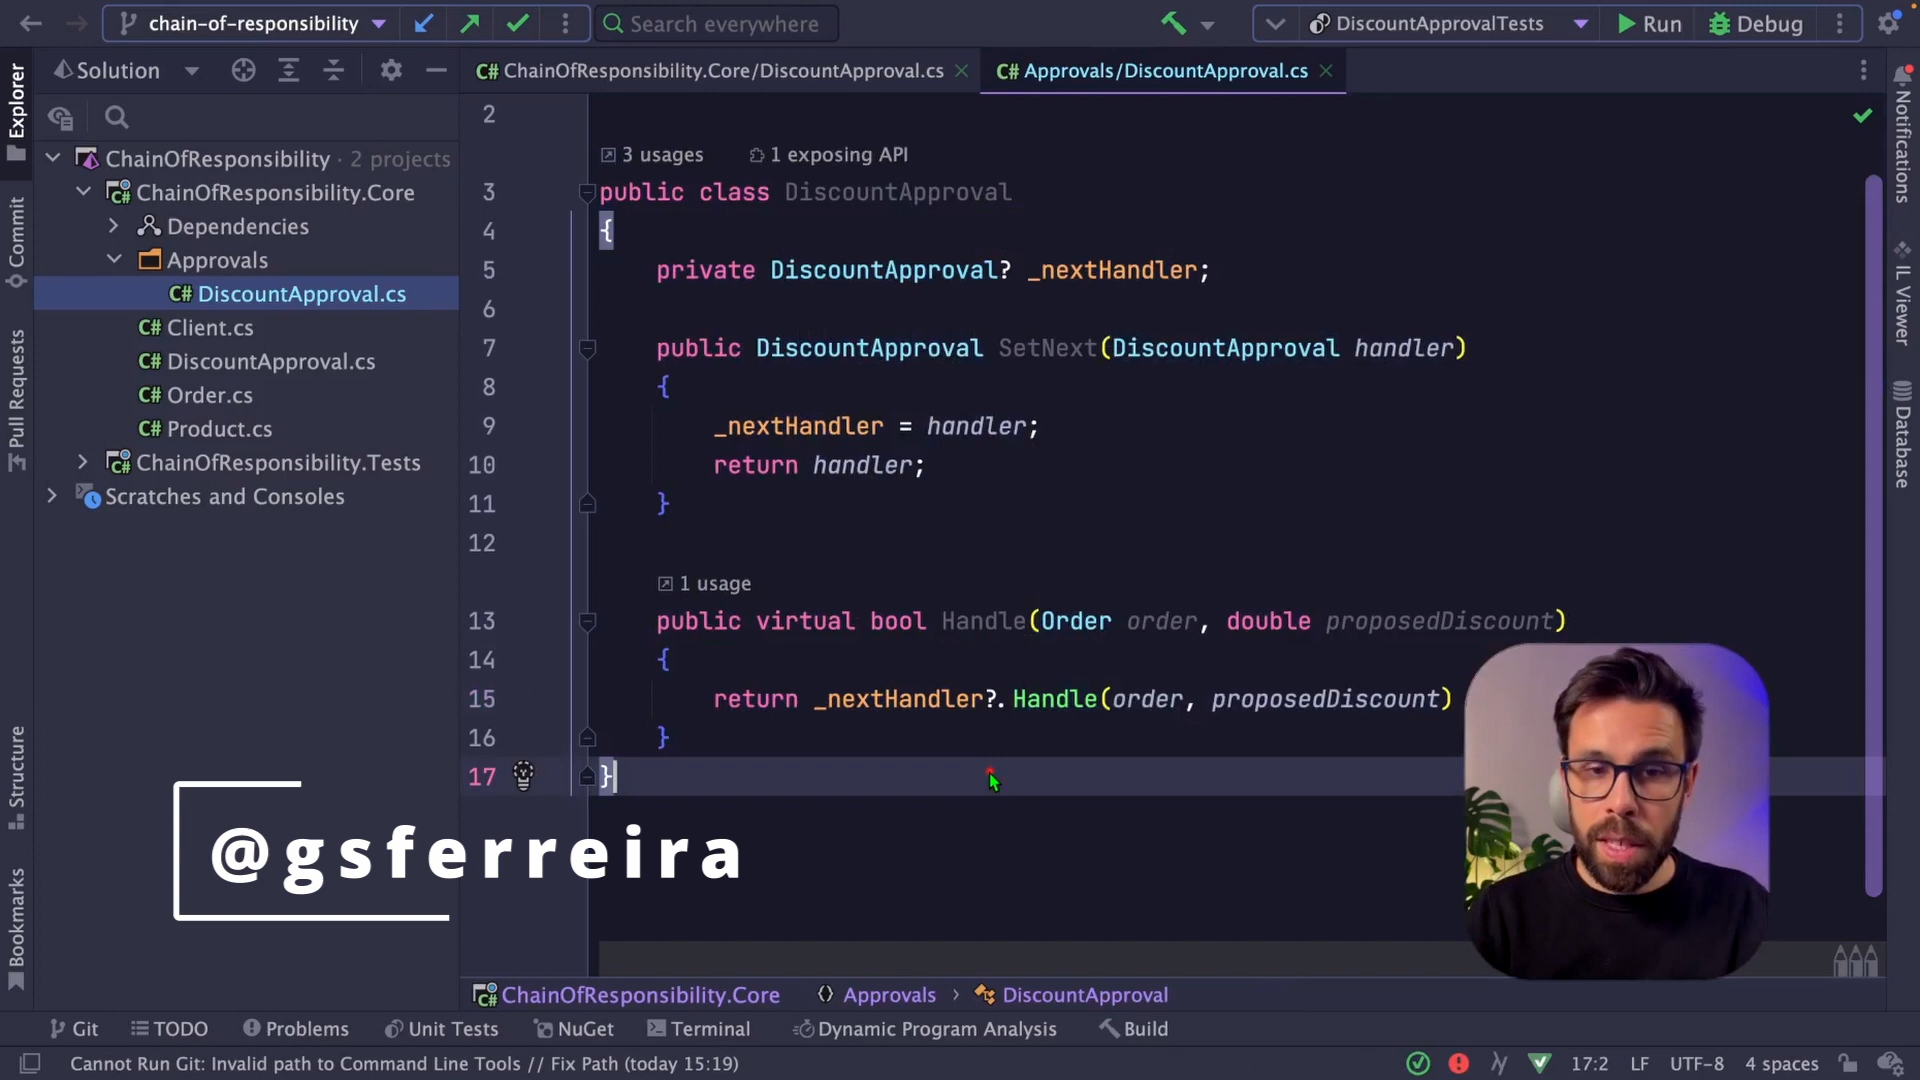 chain-of-responsibility
Search everywhere
DiscountApprovalTests
Run
Debug
Explorer
Commit
Pull Requests
Structure
Bookmarks
Solution
ChainOfResponsibility · 2 projects
C# ChainOfResponsibility.Core
Dependencies
Approvals
C# DiscountApproval.cs
C# Client.cs
C# DiscountApproval.cs
C# Order.cs
C# Product.cs
C# ChainOfResponsibility.Tests
Scratches and Consoles
C# ChainOfResponsibility.Core/DiscountApproval.cs
C# Approvals/DiscountApproval.cs
2
3 usages 1 exposing API
3 public class DiscountApproval
4 {
5 private DiscountApproval? _nextHandler;
6
7 public DiscountApproval SetNext(DiscountApproval handler)
8 {
9 _nextHandler = handler;
10 return handler;
11 }
12
1 usage
13 public virtual bool Handle(Order order, double proposedDiscount)
14 {
15 return _nextHandler?.Handle(order, proposedDiscount)
16 }
17 }
@gsferreira
Notifications
IL Viewer
Database
C# ChainOfResponsibility.Core Approvals › DiscountApproval
Git
TODO
Problems
Unit Tests
NuGet
Terminal
Dynamic Program Analysis
Build
Cannot Run Git: Invalid path to Command Line Tools // Fix Path (today 15:19)
17:2 LF UTF-8 4 spaces